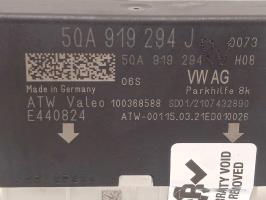 5QA 919 294 J
0073
5QA 919 294
H08
06S
VW AG
Made in Germany
Parkhilfe 8k
ATW Valeo 100368588 SD01/2107432890
E440824
ATW-00115.03.21ED010026
WARRANTY VOID
REMOVED